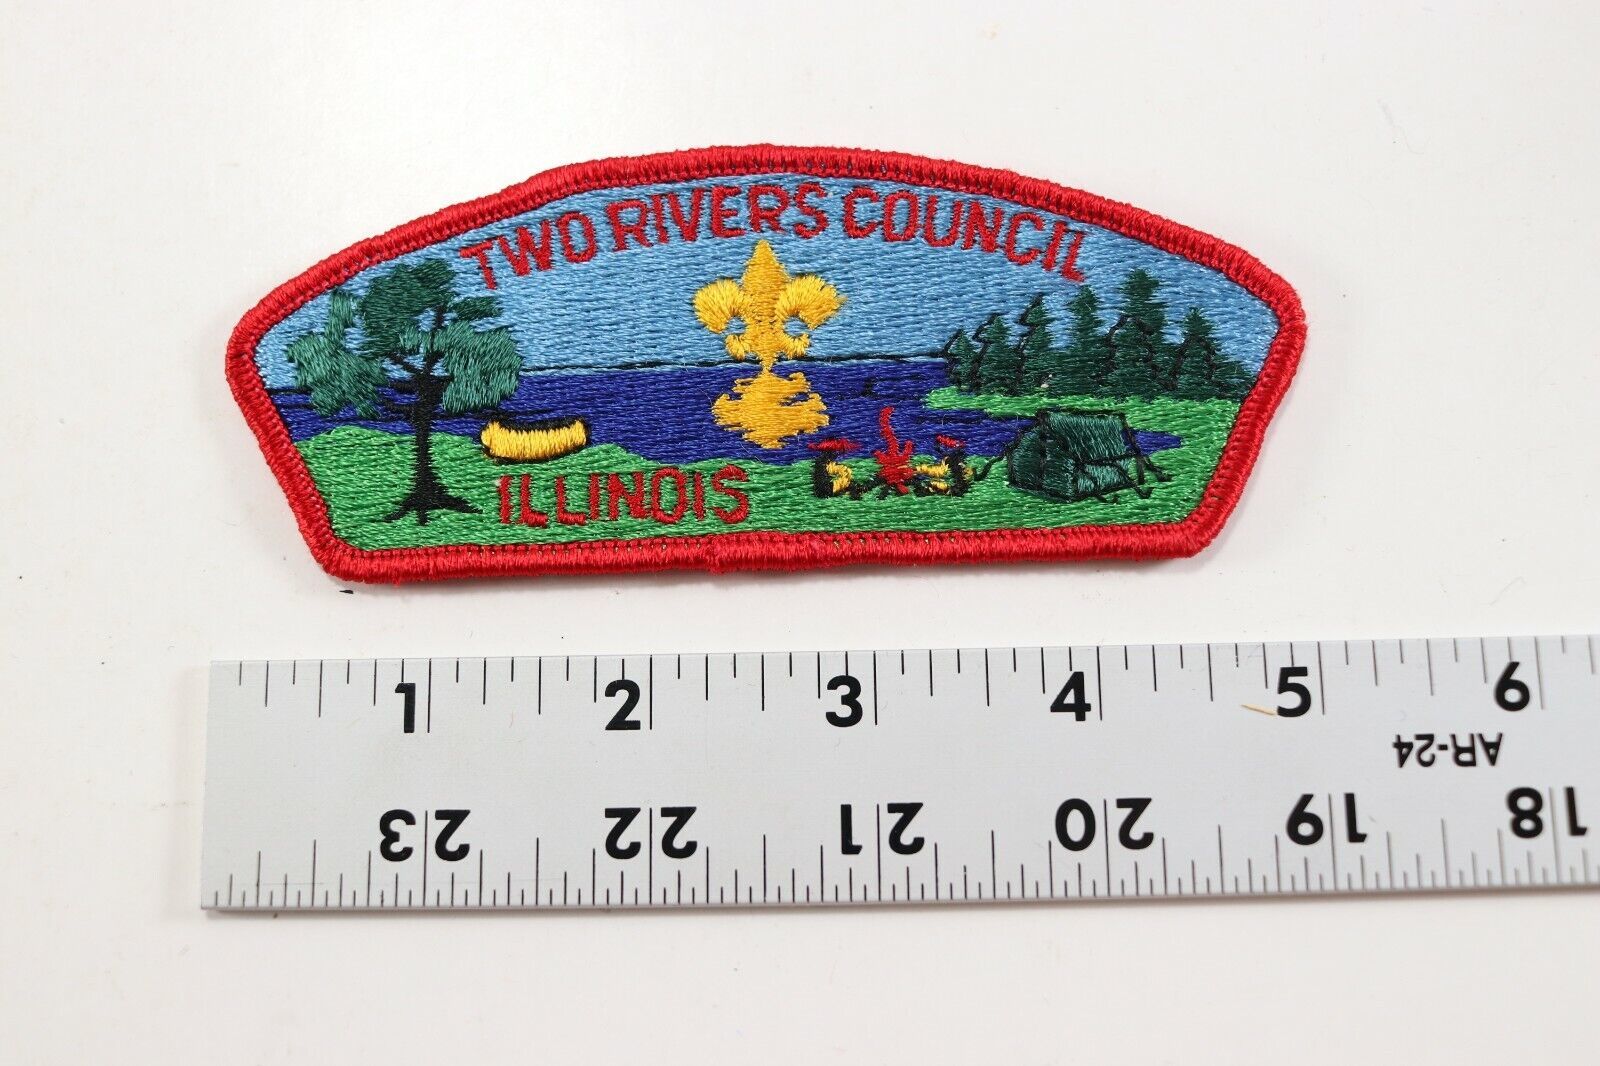 TWO RIVERS COUNCIL
ILLINOIS
1 2 3 4 5 6
AR-24
23 22 21 20 19 18